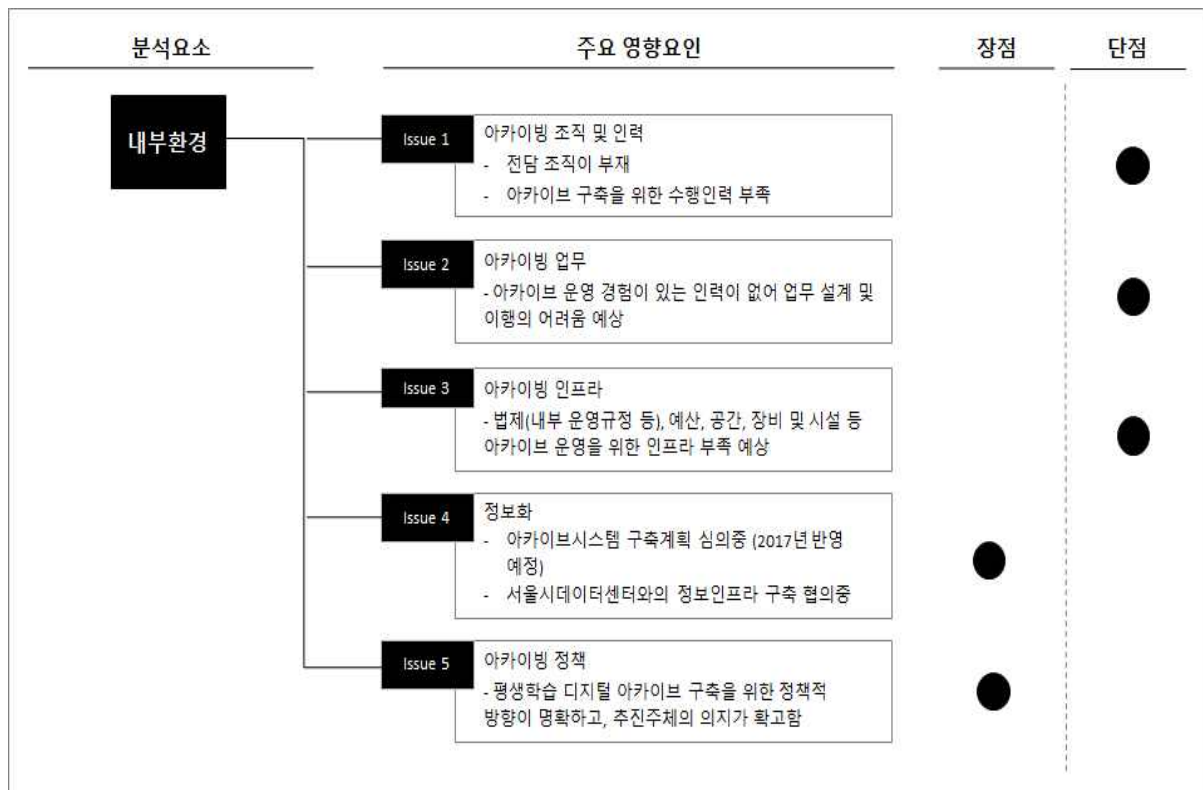 분석요소
주요 영향요인
장점
단점
내부환경
Issue 1
아카이빙 조직 및 인력
- 전담 조직이 부재
- 아카이브 구축을 위한 수행인력 부족
Issue 2
아카이빙 업무
- 아카이브 운영 경험이 있는 인력이 없어 업무 설계 및
이행의 어려움 예상
Issue 3
아카이빙 인프라
- 법제(내부 운영규정 등), 예산, 공간, 장비 및 시설 등
아카이브 운영을 위한 인프라 부족 예상
Issue 4
정보화
- 아카이브시스템 구축계획 심의중 (2017년 반영
예정)
- 서울시데이터센터와의 정보인프라 구축 협의중
Issue 5
아카이빙 정책
- 평생학습 디지털 아카이브 구축을 위한 정책적
방향이 명확하고, 추진주체의 의지가 확고함